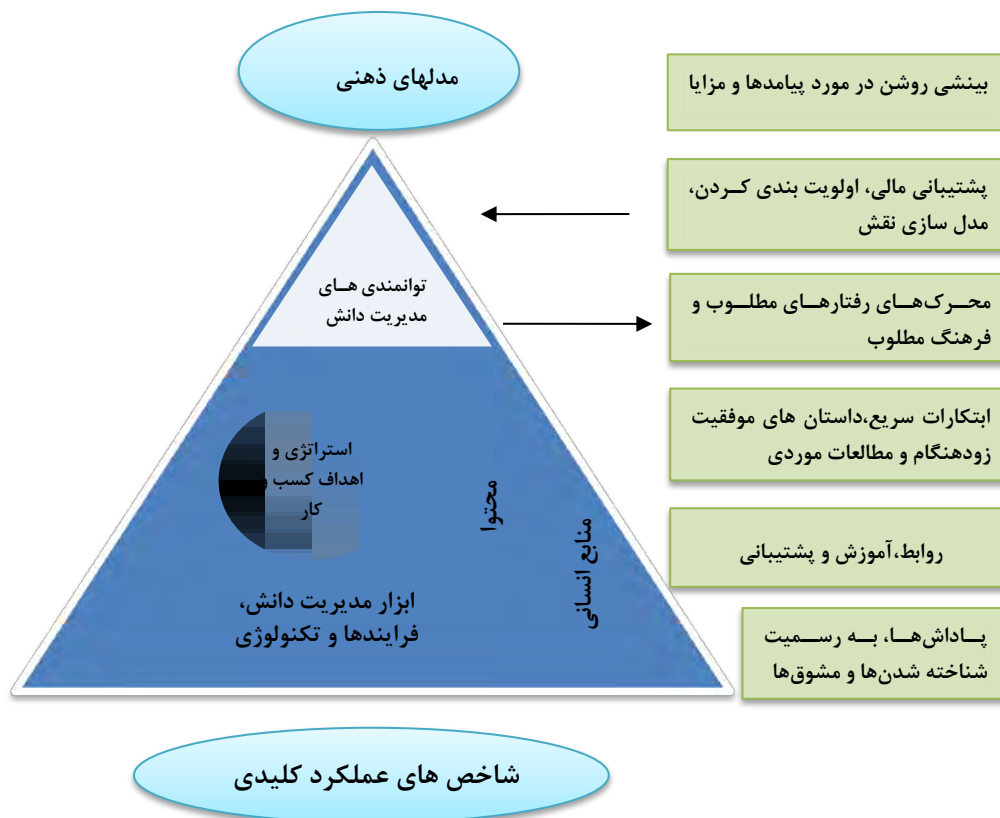 مدلهای ذهنی
بینشی روشن در مورد پیامدها و مزایا
پشتیبانی مالی، اولویت بندی کـردن،
مدل سازی نقش
توانمندی هـای
مدیریت دانش
محـرک‌هـای رفتارهـای مطلـوب و
فرهنگ مطلوب
ابتکارات سریع،داستان های موفقیت
زودهنگام و مطالعات موردی
استراتژی و
اهداف کسب و
کار
محتوا
منابع انسانی
روابط،آموزش و پشتیبانی
ابزار مدیریت دانش،
فرایندها و تکنولوژی
پـاداش‌هـا، بـه رسـمیت
شناخته شدن‌ها و مشوق‌ها
شاخص های عملکرد کلیدی